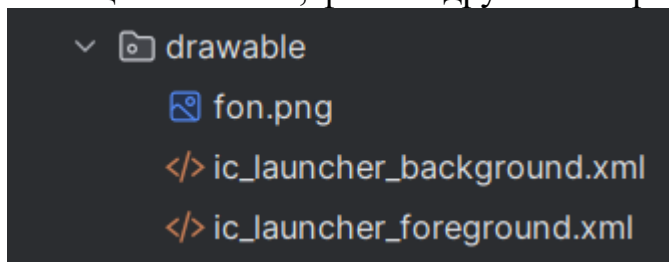 drawable
fon.png
ic_launcher_background.xml
ic_launcher_foreground.xml